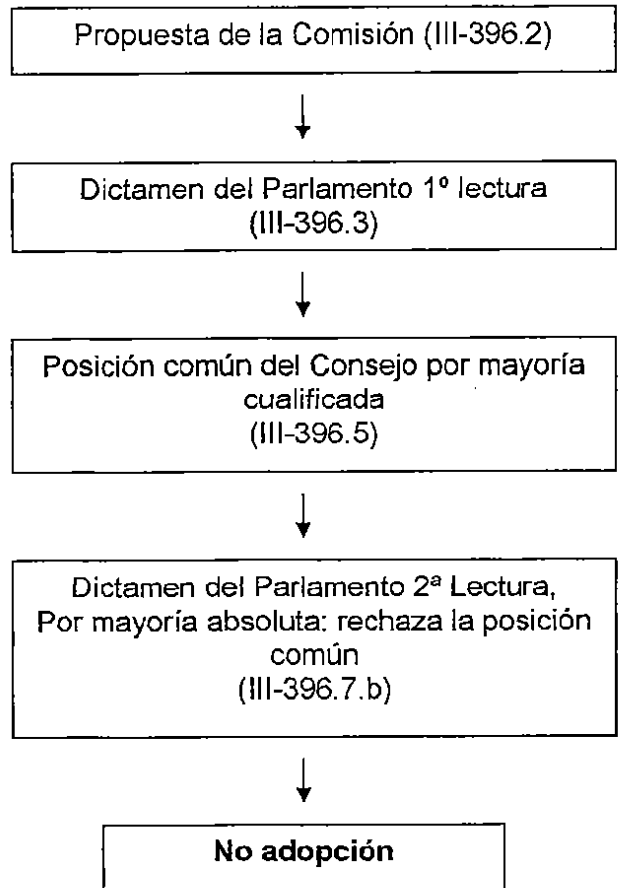 Propuesta de la Comisión (III-396.2)
Dictamen del Parlamento 1º lectura
(III-396.3)
Posición común del Consejo por mayoría
cualificada
(III-396.5)
Dictamen del Parlamento 2ª Lectura,
Por mayoría absoluta: rechaza la posición
común
(III-396.7.b)
No adopción